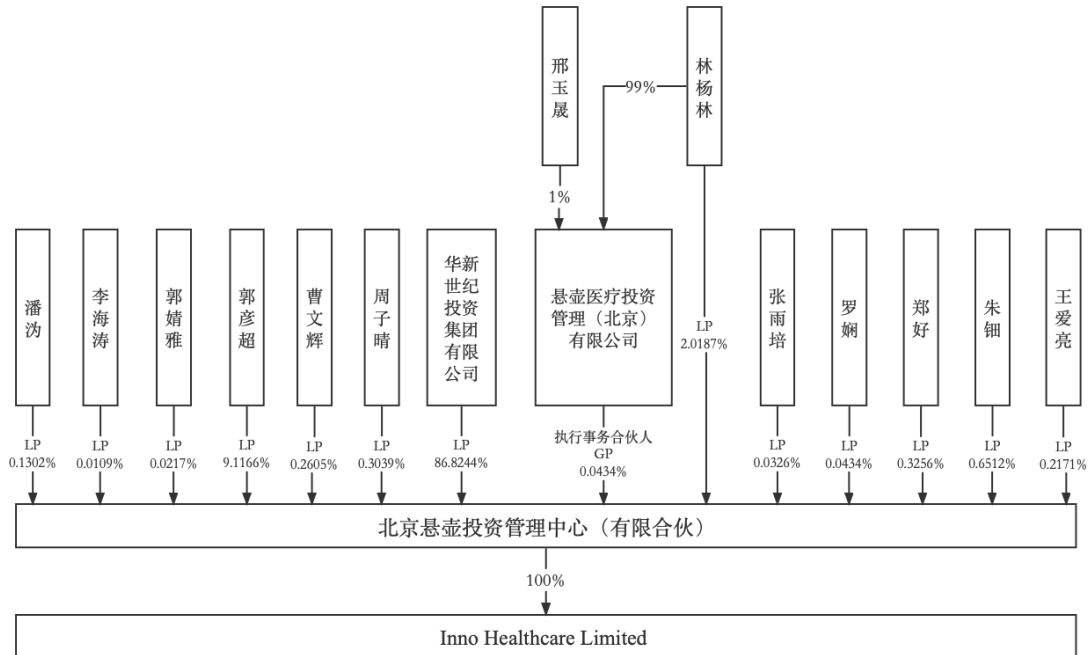 邢玉晟
林杨林
99%
1%
潘沩
李海涛
郭婧雅
郭彦超
曹文辉
周子晴
华新
世纪
投资
集团
有限
公司
悬壶医疗投资
管理（北京）
有限公司
张雨培
罗娴
郑好
朱钿
王爱亮
LP
2.0187%
LP
0.1302%
LP
0.0109%
LP
0.0217%
LP
9.1166%
LP
0.2605%
LP
0.3039%
LP
86.8244%
执行事务合伙人
GP
0.0434%
LP
0.0326%
LP
0.0434%
LP
0.3256%
LP
0.6512%
LP
0.2171%
北京悬壶投资管理中心（有限合伙）
100%
Inno Healthcare Limited